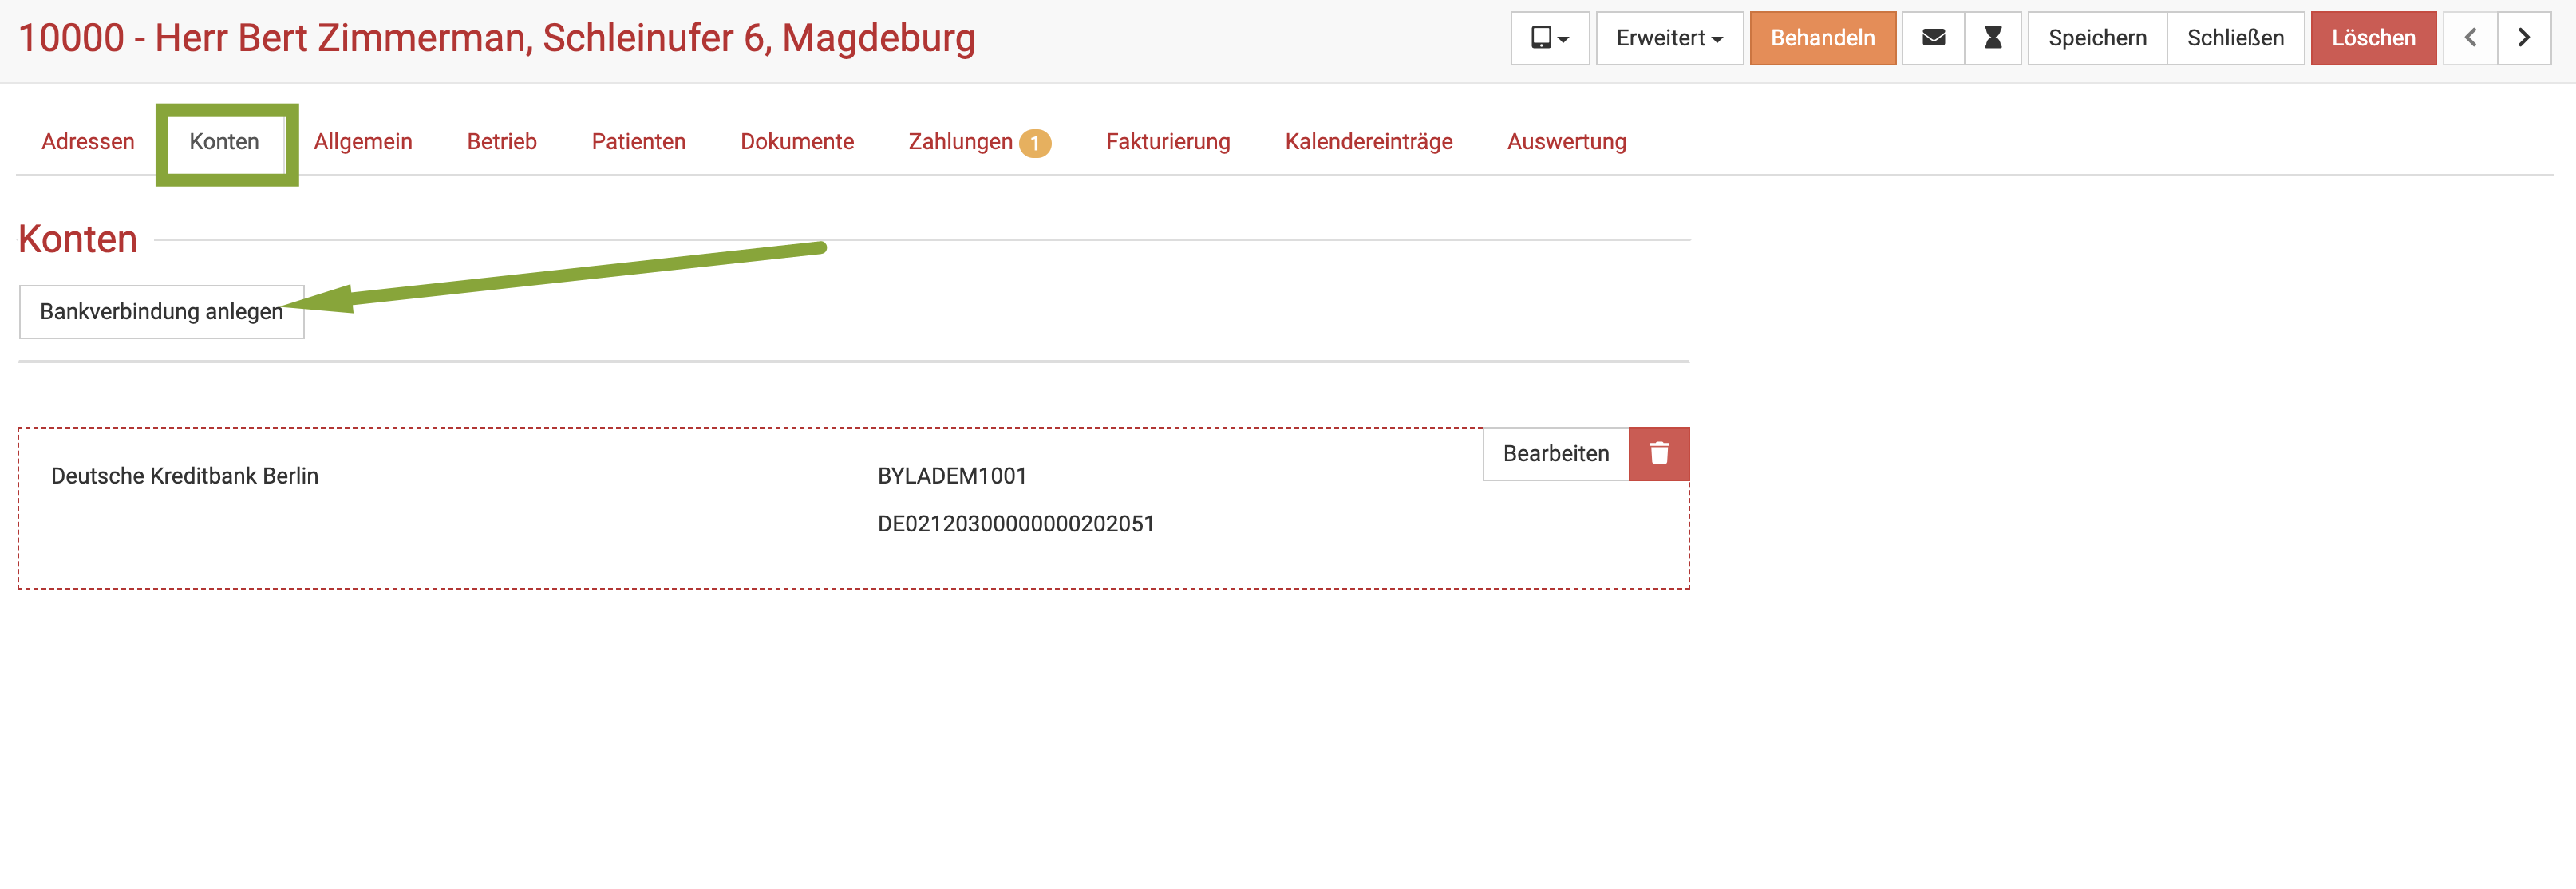 10000 - Herr Bert Zimmerman, Schleinufer 6, Magdeburg
Erweitert
Behandeln
Speichern
Schließen
Löschen
Adressen
Konten
Allgemein
Betrieb
Patienten
Dokumente
Zahlungen 1
Fakturierung
Kalendereinträge
Auswertung
Konten
Bankverbindung anlegen
Bearbeiten
Deutsche Kreditbank Berlin
BYLADEM1001
DE02120300000000202051